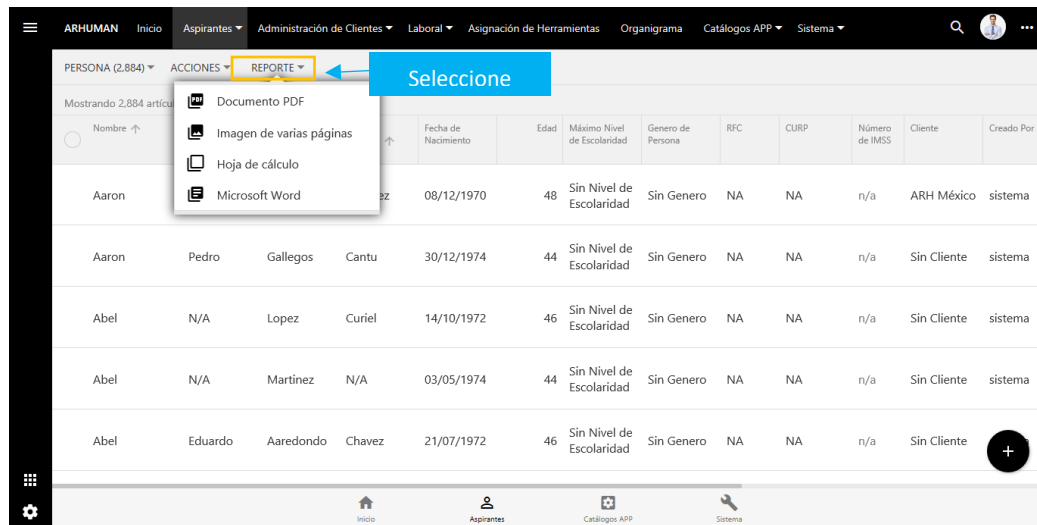 ARHUMAN Inicio Aspirantes Administración de Clientes Laboral Asignación de Herramientas Organigrama Catálogos APP Sistema
PERSONA (2,884) ACCIONES REPORTE Seleccione
Mostrando 2,884 artícu
Documento PDF
Imagen de varias páginas
Hoja de cálculo
Microsoft Word
Nombre Fecha de Nacimiento Edad Máximo Nivel de Escolaridad Genero de Persona RFC CURP Número de IMSS Cliente Creado Por
Aaron ez 08/12/1970 48 Sin Nivel de Escolaridad Sin Genero NA NA n/a ARH México sistema
Aaron Pedro Gallegos Cantu 30/12/1974 44 Sin Nivel de Escolaridad Sin Genero NA NA n/a Sin Cliente sistema
Abel N/A Lopez Curiel 14/10/1972 46 Sin Nivel de Escolaridad Sin Genero NA NA n/a Sin Cliente sistema
Abel N/A Martinez N/A 03/05/1974 44 Sin Nivel de Escolaridad Sin Genero NA NA n/a Sin Cliente sistema
Abel Eduardo Aaredondo Chavez 21/07/1972 46 Sin Nivel de Escolaridad Sin Genero NA NA n/a Sin Cliente
Inicio Aspirantes Catálogos APP Sistema